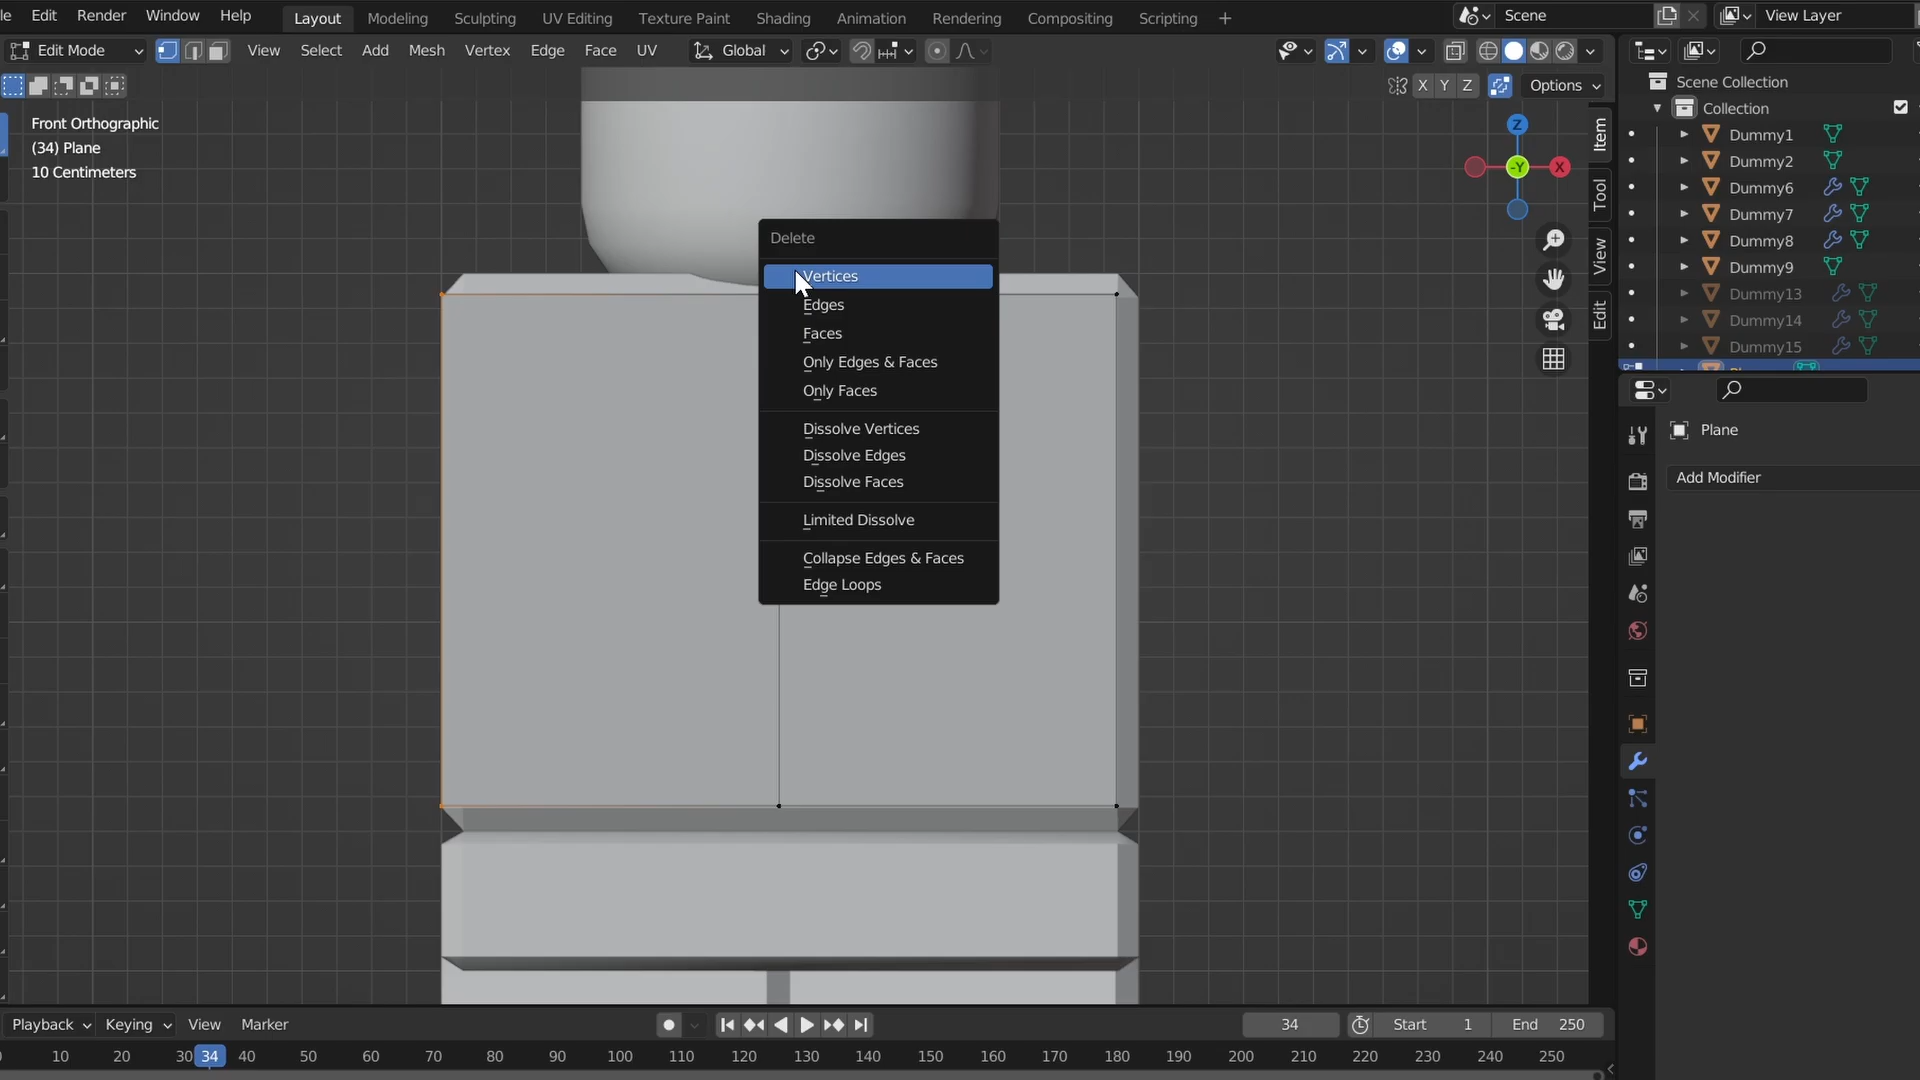 Edit Render Window Help Layout Modeling Sculpting UV Editing Texture Paint Shading Animation Rendering Compositing Scripting + Scene View Layer
Edit Mode View Select Add Mesh Vertex Edge Face UV Global
X Y Z Options
Scene Collection
Collection
Dummy1
Dummy2
Dummy6
Dummy7
Dummy8
Dummy9
Dummy13
Dummy14
Dummy15
Front Orthographic
(34) Plane
10 Centimeters
Z
-Y
X
Item
Tool
View
Edit
Delete
Vertices
Edges
Faces
Only Edges & Faces
Only Faces
Dissolve Vertices
Dissolve Edges
Dissolve Faces
Limited Dissolve
Collapse Edges & Faces
Edge Loops
Plane
Add Modifier
Playback Keying View Marker 34 Start 1 End 250
10 20 30 34 40 50 60 70 80 90 100 110 120 130 140 150 160 170 180 190 200 210 220 230 240 250